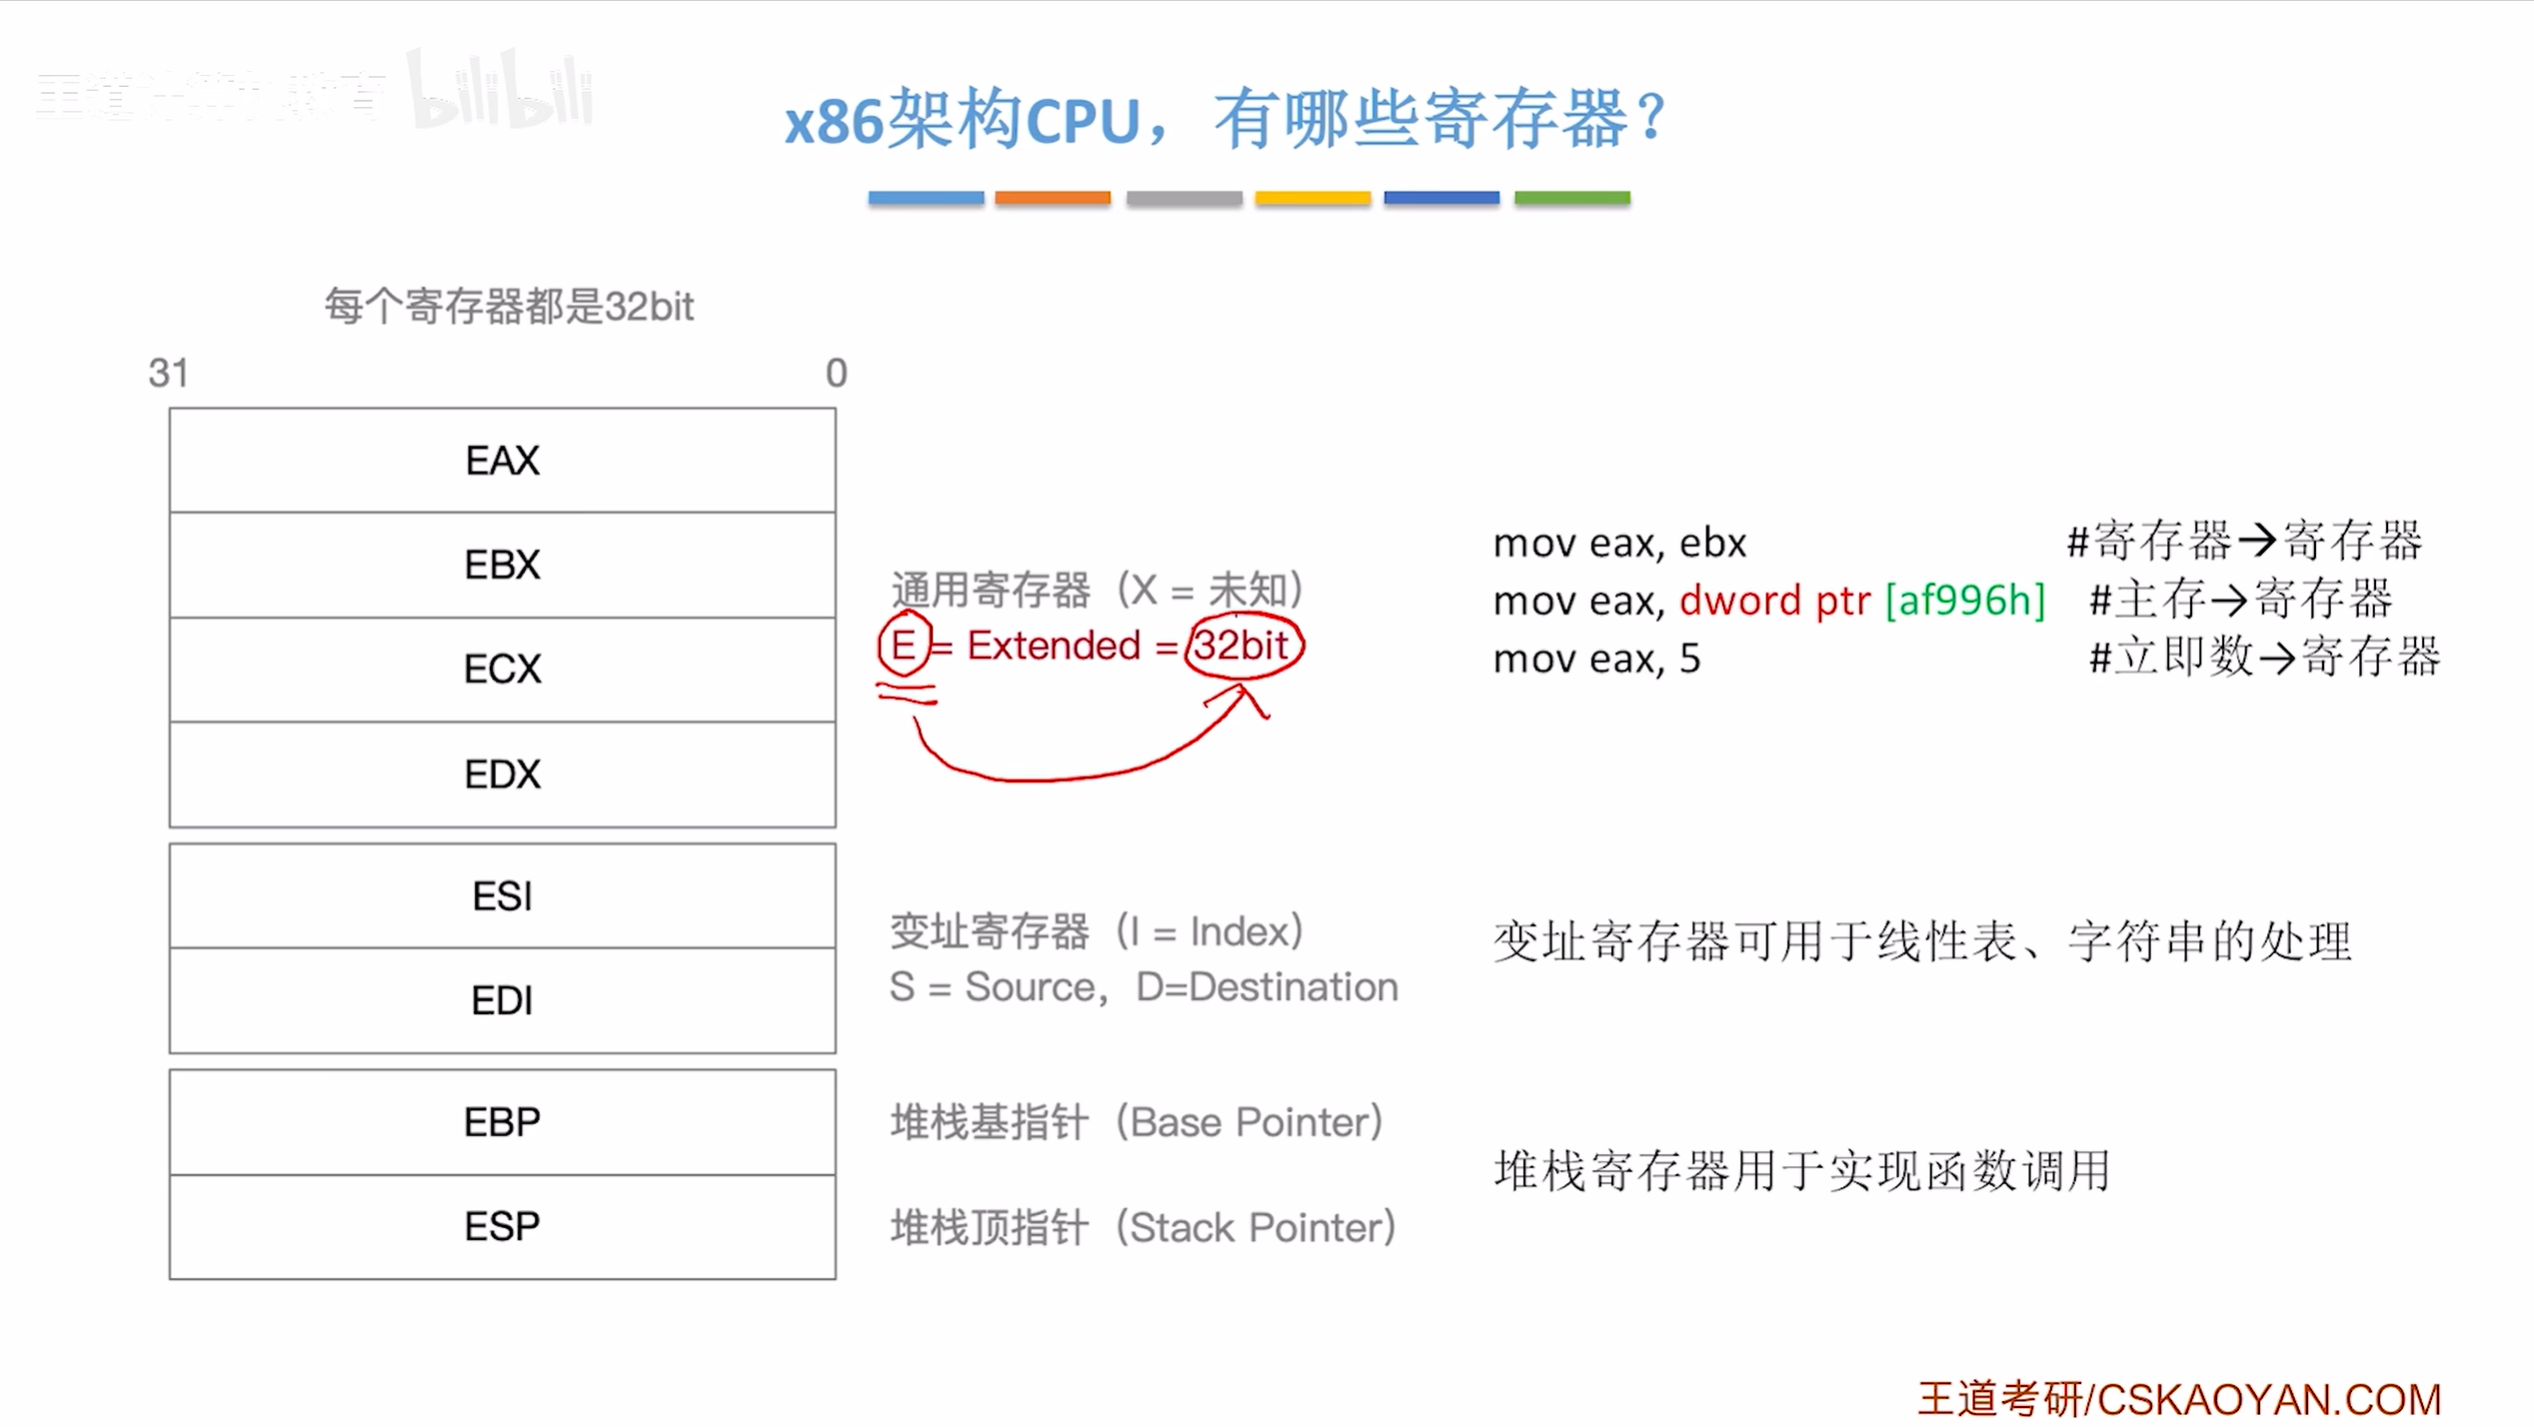 王道计算机教育 bilibili
x86架构CPU，有哪些寄存器？
每个寄存器都是32bit
31 0
EAX
EBX
ECX
EDX
通用寄存器（X = 未知）
E = Extended = 32bit
mov eax, ebx #寄存器→寄存器
mov eax, dword ptr [af996h] #主存→寄存器
mov eax, 5 #立即数→寄存器
ESI
EDI
变址寄存器（I = Index）
S = Source，D=Destination
变址寄存器可用于线性表、字符串的处理
EBP
ESP
堆栈基指针（Base Pointer）
堆栈顶指针（Stack Pointer）
堆栈寄存器用于实现函数调用
王道考研/CSKAOYAN.COM